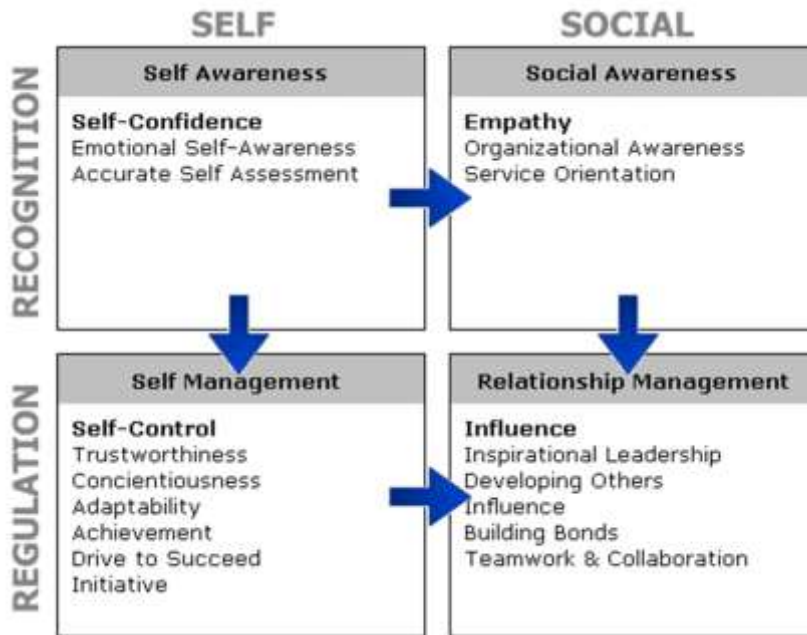 SELF
SOCIAL
RECOGNITION
Self Awareness
Self-Confidence
Emotional Self-Awareness
Accurate Self Assessment
Social Awareness
Empathy
Organizational Awareness
Service Orientation
REGULATION
Self Management
Self-Control
Trustworthiness
Concientiousness
Adaptability
Achievement
Drive to Succeed
Initiative
Relationship Management
Influence
Inspirational Leadership
Developing Others
Influence
Building Bonds
Teamwork & Collaboration